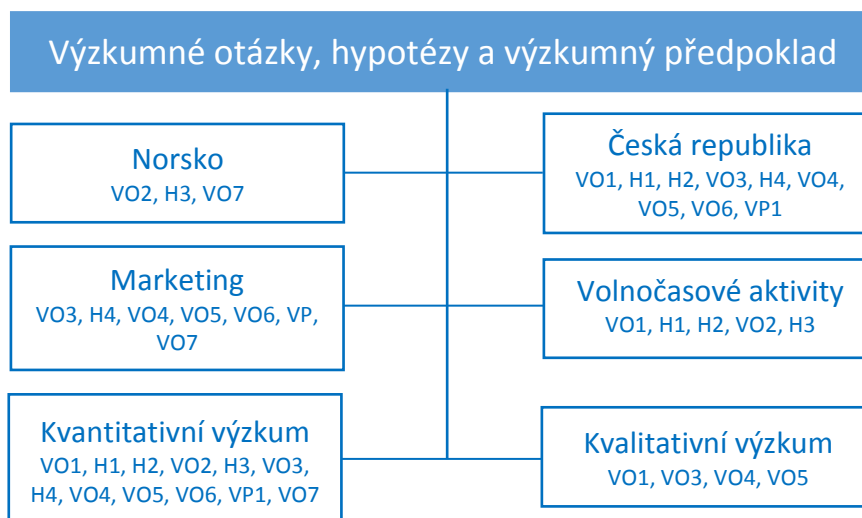 Výzkumné otázky, hypotézy a výzkumný předpoklad
Norsko
VO2, H3, VO7
Česká republika
VO1, H1, H2, VO3, H4, VO4,
VO5, VO6, VP1
Marketing
VO3, H4, VO4, VO5, VO6, VP,
VO7
Volnočasové aktivity
VO1, H1, H2, VO2, H3
Kvantitativní výzkum
VO1, H1, H2, VO2, H3, VO3,
H4, VO4, VO5, VO6, VP1, VO7
Kvalitativní výzkum
VO1, VO3, VO4, VO5